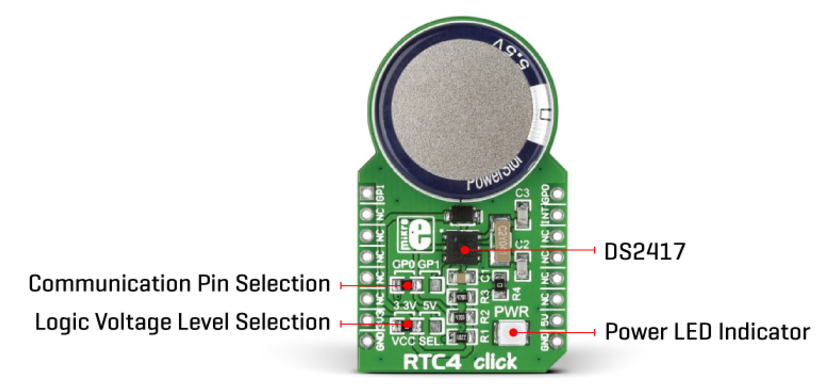 5.5V
PowerStor
GP1
NC
NC
NC
NC
NC
3V3
GND
GP0
INT
NC
NC
NC
NC
5V
GND
C3
mikro
e
C2
GP0 GP1
C1
R3
R4
3.3V 5V
R2
PWR
R1
VCC SEL
RTC4 click
DS2417
Communication Pin Selection
Logic Voltage Level Selection
Power LED Indicator